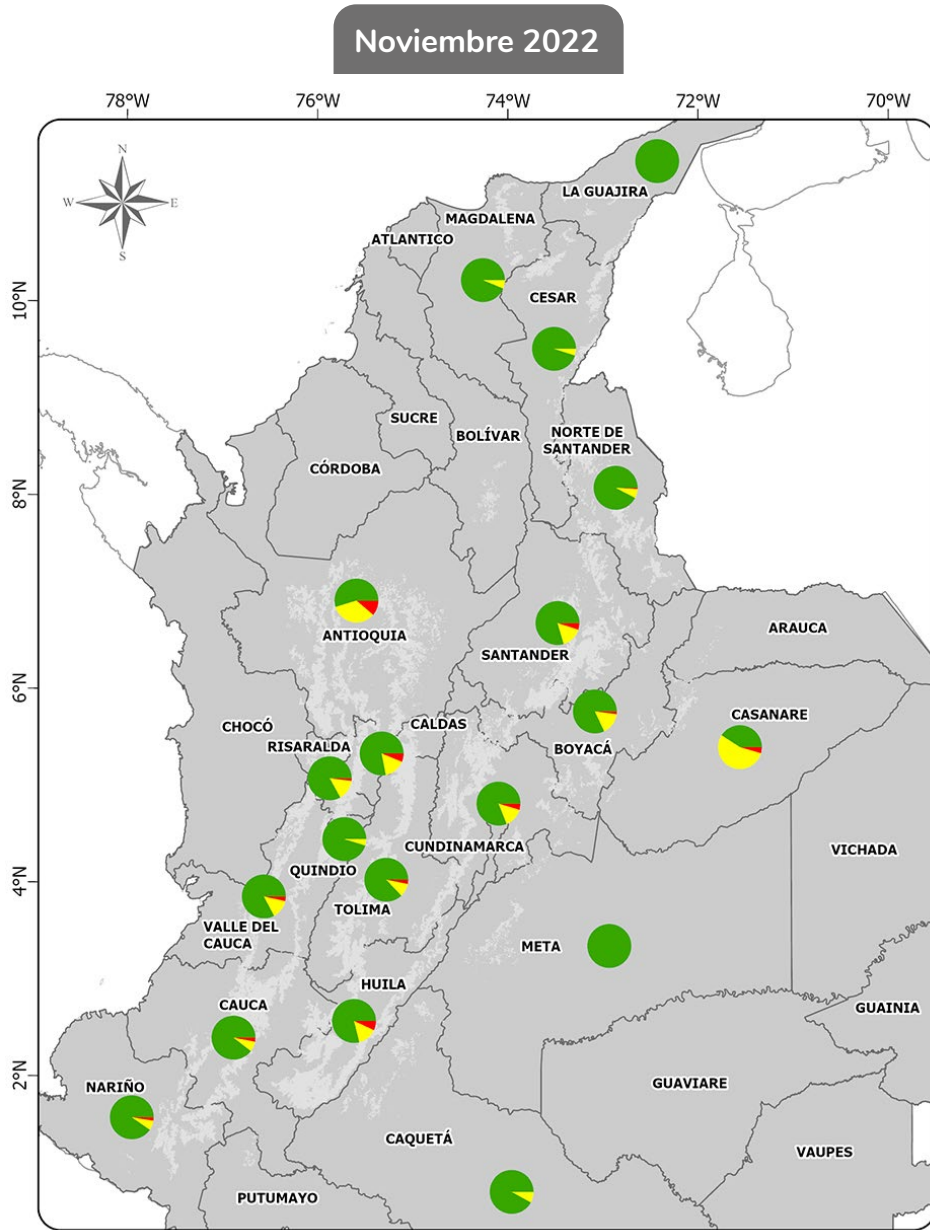 Noviembre 2022
78°W
76°W
74°W
72°W
70°W
N
W
E
S
10°N
8°N
6°N
4°N
2°N
LA GUAJIRA
MAGDALENA
ATLANTICO
CESAR
SUCRE
BOLÍVAR
NORTE DE
SANTANDER
CÓRDOBA
ANTIOQUIA
SANTANDER
ARAUCA
CHOCÓ
CALDAS
CASANARE
RISARALDA
BOYACÁ
CUNDINAMARCA
VICHADA
QUINDIO
TOLIMA
VALLE DEL
CAUCA
META
HUILA
CAUCA
GUAINIA
NARIÑO
GUAVIARE
CAQUETÁ
VAUPES
PUTUMAYO